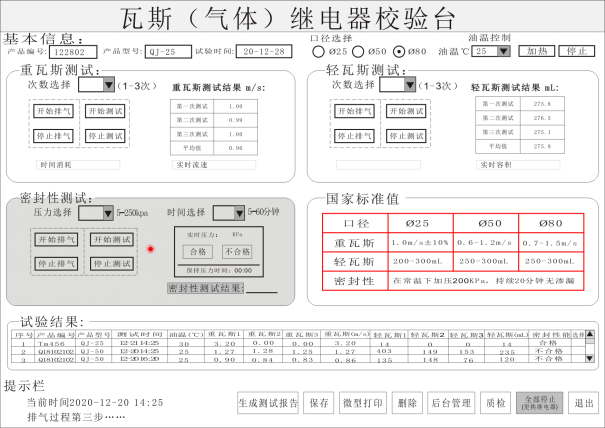 瓦斯（气体）继电器校验台
基本信息：
产品编号: 122802 产品型号: QJ-25 试验时间: 20-12-28
口径选择
Ø25 Ø50 Ø80
油温控制
油温℃ 25 加热 停止
重瓦斯测试：
次数选择 (1-3次)
开始排气 开始测试
停止排气 停止测试
时间消耗
重瓦斯测试结果 m/s:
第一次测试 1.00
第二次测试 0.99
第三次测试 1.00
平均值 0.96
实时流速
轻瓦斯测试：
次数选择 (1-3次)
开始排气 开始测试
停止排气 停止测试
轻瓦斯测试结果 mL:
第一次测试 275.8
第二次测试 276.5
第三次测试 275.1
平均值 275.8
实时容积
密封性测试：
压力选择 5-250kpa 时间选择 5-60分钟
开始排气 开始测试
停止排气 停止测试
实时压力: KPa
合格 不合格
保持压力时间: 00:00
密封性测试结果:
国家标准值
口径 Ø25 Ø50 Ø80
重瓦斯 1.0m/s±10% 0.6-1.2m/s 0.7-1.5m/s
轻瓦斯 200-300mL 250-300mL 250-300mL
密封性 在常温下加压200KPa，持续20分钟无渗漏
试验结果：
序号 产品编号 产品型号 测试时间 油温(℃) 重瓦斯1 重瓦斯2 重瓦斯3 重瓦斯(m/s) 轻瓦斯1 轻瓦斯2 轻瓦斯3 轻瓦斯(mL) 密封性能 选择
1 Tm456 QJ-25 12-21 14:25 30 3.20 0.00 0.00 3.20 14 0 0 14 合格
2 Q18102102 QJ-50 12-20 14:25 25 1.27 1.28 1.25 1.27 403 149 153 235 不合格
3 Q18102102 QJ-50 12-20 16:20 25 0.90 0.84 0.83 0.86 135 148 76 120 不合格
提示栏
当前时间2020-12-20 14:25
排气过程第三步……
生成测试报告 保存 微型打印 删除 后台管理 质检 全部停止 退出
(更换继电器)